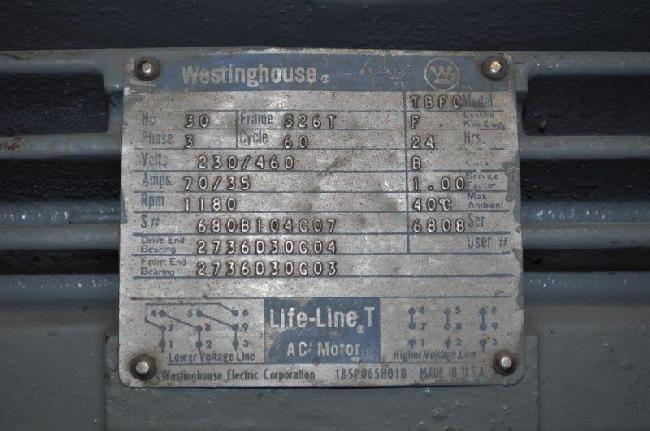 Westinghouse® W
TBFC Model
HP 30 Frame 326T F
Phase 3 Cycle 60 24 Hrs.
Volts 230/460 B
Amps 70/35 1.00 Service Factor
Rpm 1180 40°C Max Ambient
S# 680B104G07 6808 Ser
Drive End Bearing 2736D30G04 User #
Front End Bearing 2736D30G03
4 5 6
7 8 9
1 2 3
Lower Voltage Line
Life-Line® T
AC Motor
4 5 6
7 8 9
1 2 3
Higher Voltage Line
Westinghouse Electric Corporation 185P065H01B MADE IN U.S.A.